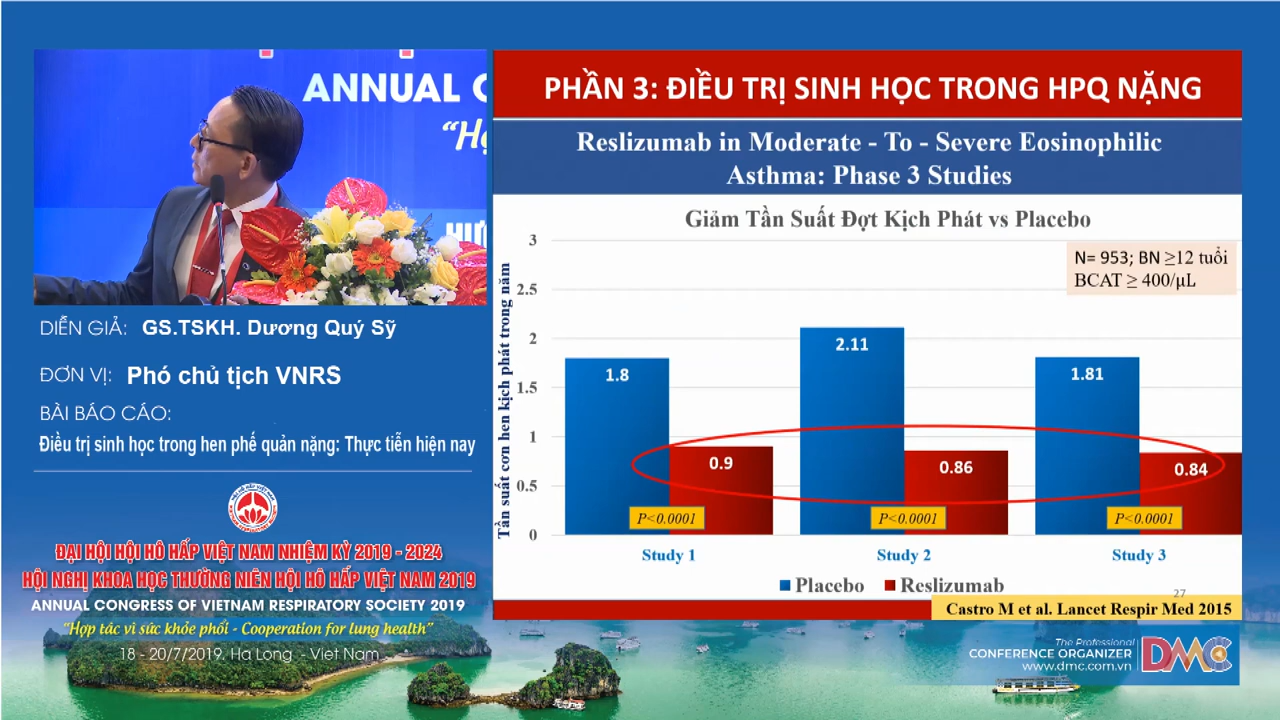 ANNUAL C
"Hợ
DIỄN GIẢ: GS.TSKH. Dương Quý Sỹ
ĐƠN VỊ: Phó chủ tịch VNRS
BÀI BÁO CÁO:
Điều trị sinh học trong hen phế quản nặng: Thực tiễn hiện nay
ĐẠI HỘI HỘI HÔ HẤP VIỆT NAM NHIỆM KỲ 2019 - 2024
HỘI NGHỊ KHOA HỌC THƯỜNG NIÊN HỘI HÔ HẤP VIỆT NAM 2019
ANNUAL CONGRESS OF VIETNAM RESPIRATORY SOCIETY 2019
"Hợp tác vì sức khỏe phổi - Cooperation for lung health"
18 - 20/7/2019. Ha Long - Viet Nam
PHẦN 3: ĐIỀU TRỊ SINH HỌC TRONG HPQ NẶNG
Reslizumab in Moderate - To - Severe Eosinophilic
Asthma: Phase 3 Studies
Giảm Tần Suất Đợt Kịch Phát vs Placebo
N= 953; BN ≥12 tuổi
BCAT ≥ 400/μL
Tần suất cơn hen kịch phát trong năm
3
2.5
2
1.5
1
0.5
0
1.8
0.9
2.11
0.86
1.81
0.84
P<0.0001
P<0.0001
P<0.0001
Study 1
Study 2
Study 3
Placebo
Reslizumab
27
Castro M et al. Lancet Respir Med 2015
The Professional
CONFERENCE ORGANIZER
www.dmc.com.vn
DMC